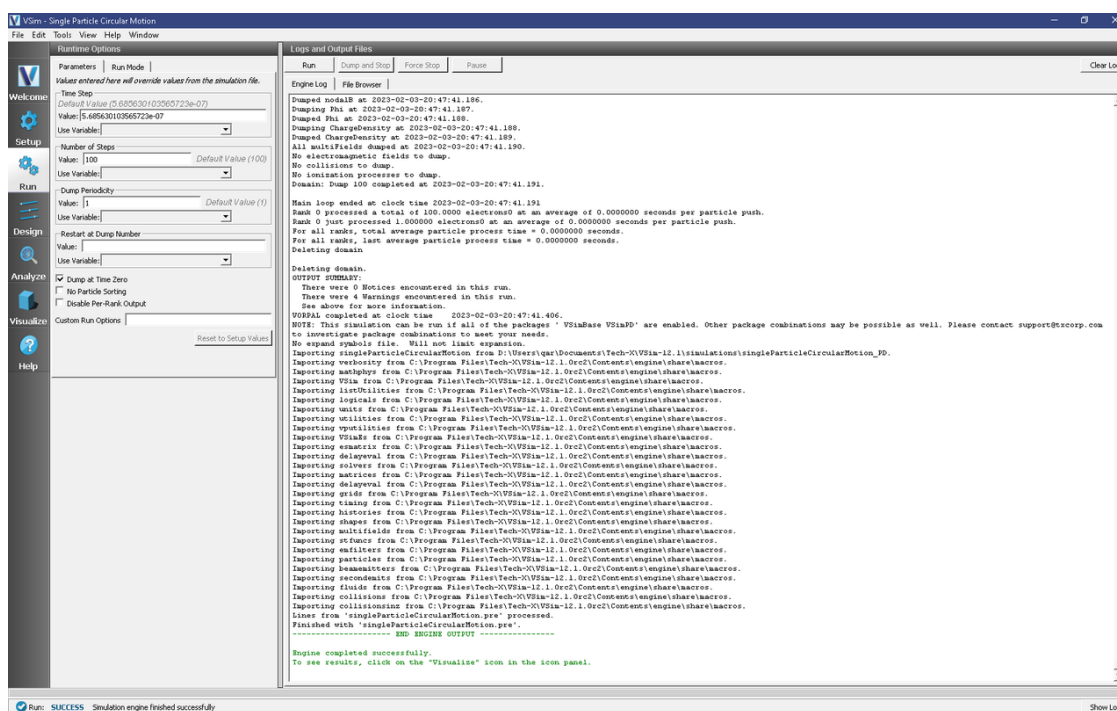 VSim - Single Particle Circular Motion
File Edit Tools View Help Window
Runtime Options
Parameters
Run Mode
Values entered here will override values from the simulation file.
Time Step
Default Value (5.685630103565723e-07)
Value: 5.685630103565723e-07
Use Variable:
Number of Steps
Value: 100 Default Value (100)
Use Variable:
Dump Periodicity
Value: 1 Default Value (1)
Use Variable:
Restart at Dump Number
Value:
Use Variable:
Dump at Time Zero
No Particle Sorting
Disable Per-Rank Output
Custom Run Options
Reset to Setup Values
Welcome
Setup
Run
Design
Analyze
Visualize
Help
Logs and Output Files
Run Dump and Stop Force Stop Pause Clear Lo
Engine Log File Browser
Dumped nodalB at 2023-02-03-20:47:41.186.
Dumping Phi at 2023-02-03-20:47:41.187.
Dumped Phi at 2023-02-03-20:47:41.188.
Dumping ChargeDensity at 2023-02-03-20:47:41.188.
Dumped ChargeDensity at 2023-02-03-20:47:41.189.
All multiFields dumped at 2023-02-03-20:47:41.190.
No electromagnetic fields to dump.
No collisions to dump.
No ionization processes to dump.
Domain: Dump 100 completed at 2023-02-03-20:47:41.191.
Main loop ended at clock time 2023-02-03-20:47:41.191
Rank 0 processed a total of 100.0000 electrons0 at an average of 0.0000000 seconds per particle push.
Rank 0 just processed 1.000000 electrons0 at an average of 0.0000000 seconds per particle push.
For all ranks, total average particle process time = 0.0000000 seconds.
For all ranks, last average particle process time = 0.0000000 seconds.
Deleting domain
Deleting domain.
OUTPUT SUMMARY:
There were 0 Notices encountered in this run.
There were 4 Warnings encountered in this run.
See above for more information.
VORPAL completed at clock time 2023-02-03-20:47:41.406.
NOTE: This simulation can be run if all of the packages ' VSimBase VSimPD' are enabled. Other package combinations may be possible as well. Please contact support@txcorp.com
to investigate package combinations to meet your needs.
No expand symbols file. Will not limit expansion.
Importing singleParticleCircularMotion from D:\Users\qar\Documents\Tech-X\VSim-12.1\simulations\singleParticleCircularMotion_PD.
Importing verbosity from C:\Program Files\Tech-X\VSim-12.1.0rc2\Contents\engine\share\macros.
Importing mathphys from C:\Program Files\Tech-X\VSim-12.1.0rc2\Contents\engine\share\macros.
Importing VSim from C:\Program Files\Tech-X\VSim-12.1.0rc2\Contents\engine\share\macros.
Importing listUtilities from C:\Program Files\Tech-X\VSim-12.1.0rc2\Contents\engine\share\macros.
Importing logicals from C:\Program Files\Tech-X\VSim-12.1.0rc2\Contents\engine\share\macros.
Importing units from C:\Program Files\Tech-X\VSim-12.1.0rc2\Contents\engine\share\macros.
Importing utilities from C:\Program Files\Tech-X\VSim-12.1.0rc2\Contents\engine\share\macros.
Importing vputilities from C:\Program Files\Tech-X\VSim-12.1.0rc2\Contents\engine\share\macros.
Importing VSimEs from C:\Program Files\Tech-X\VSim-12.1.0rc2\Contents\engine\share\macros.
Importing esmatrix from C:\Program Files\Tech-X\VSim-12.1.0rc2\Contents\engine\share\macros.
Importing delayeval from C:\Program Files\Tech-X\VSim-12.1.0rc2\Contents\engine\share\macros.
Importing solvers from C:\Program Files\Tech-X\VSim-12.1.0rc2\Contents\engine\share\macros.
Importing matrices from C:\Program Files\Tech-X\VSim-12.1.0rc2\Contents\engine\share\macros.
Importing delayeval from C:\Program Files\Tech-X\VSim-12.1.0rc2\Contents\engine\share\macros.
Importing grids from C:\Program Files\Tech-X\VSim-12.1.0rc2\Contents\engine\share\macros.
Importing timing from C:\Program Files\Tech-X\VSim-12.1.0rc2\Contents\engine\share\macros.
Importing histories from C:\Program Files\Tech-X\VSim-12.1.0rc2\Contents\engine\share\macros.
Importing shapes from C:\Program Files\Tech-X\VSim-12.1.0rc2\Contents\engine\share\macros.
Importing multifields from C:\Program Files\Tech-X\VSim-12.1.0rc2\Contents\engine\share\macros.
Importing stfuncs from C:\Program Files\Tech-X\VSim-12.1.0rc2\Contents\engine\share\macros.
Importing emfilters from C:\Program Files\Tech-X\VSim-12.1.0rc2\Contents\engine\share\macros.
Importing particles from C:\Program Files\Tech-X\VSim-12.1.0rc2\Contents\engine\share\macros.
Importing beamemitters from C:\Program Files\Tech-X\VSim-12.1.0rc2\Contents\engine\share\macros.
Importing secondemits from C:\Program Files\Tech-X\VSim-12.1.0rc2\Contents\engine\share\macros.
Importing fluids from C:\Program Files\Tech-X\VSim-12.1.0rc2\Contents\engine\share\macros.
Importing collisions from C:\Program Files\Tech-X\VSim-12.1.0rc2\Contents\engine\share\macros.
Importing collisionsinz from C:\Program Files\Tech-X\VSim-12.1.0rc2\Contents\engine\share\macros.
Lines from 'singleParticleCircularMotion.pre' processed.
Finished with 'singleParticleCircularMotion.pre'.
--------------------- END ENGINE OUTPUT ----------------
Engine completed successfully.
To see results, click on the "Visualize" icon in the icon panel.
Run: SUCCESS Simulation engine finished successfully
Show Lo